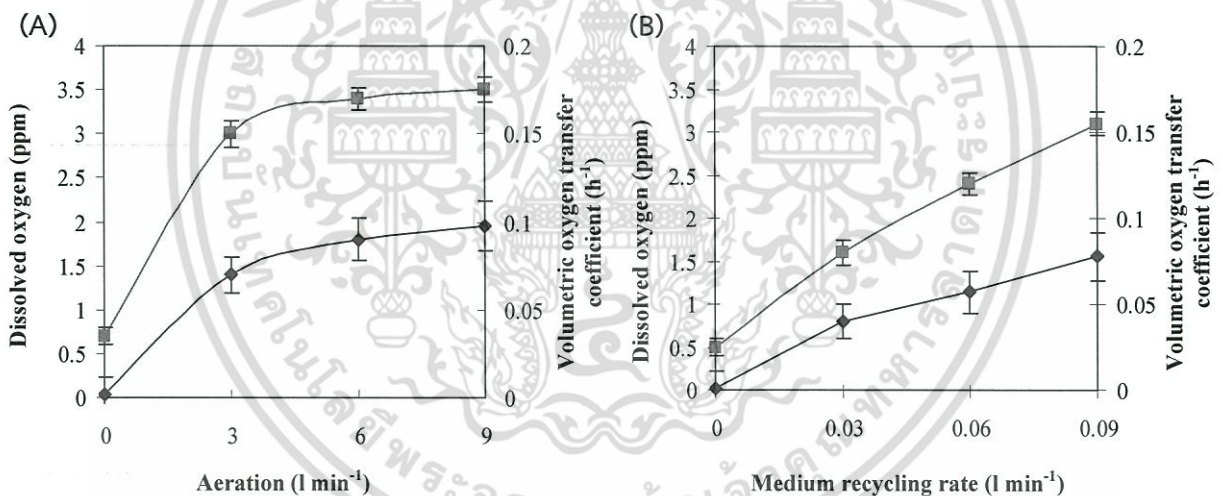 (A)
4
3.5
3
2.5
2
1.5
1
0.5
0
Dissolved oxygen (ppm)
0.2
0.15
0.1
0.05
0
Volumetric oxygen transfer
coefficient (h⁻¹)
0 3 6 9
Aeration (l min⁻¹)
(B)
4
3.5
3
2.5
2
1.5
1
0.5
0
Dissolved oxygen (ppm)
0.2
0.15
0.1
0.05
0
Volumetric oxygen transfer
coefficient (h⁻¹)
0 0.03 0.06 0.09
Medium recycling rate (l min⁻¹)